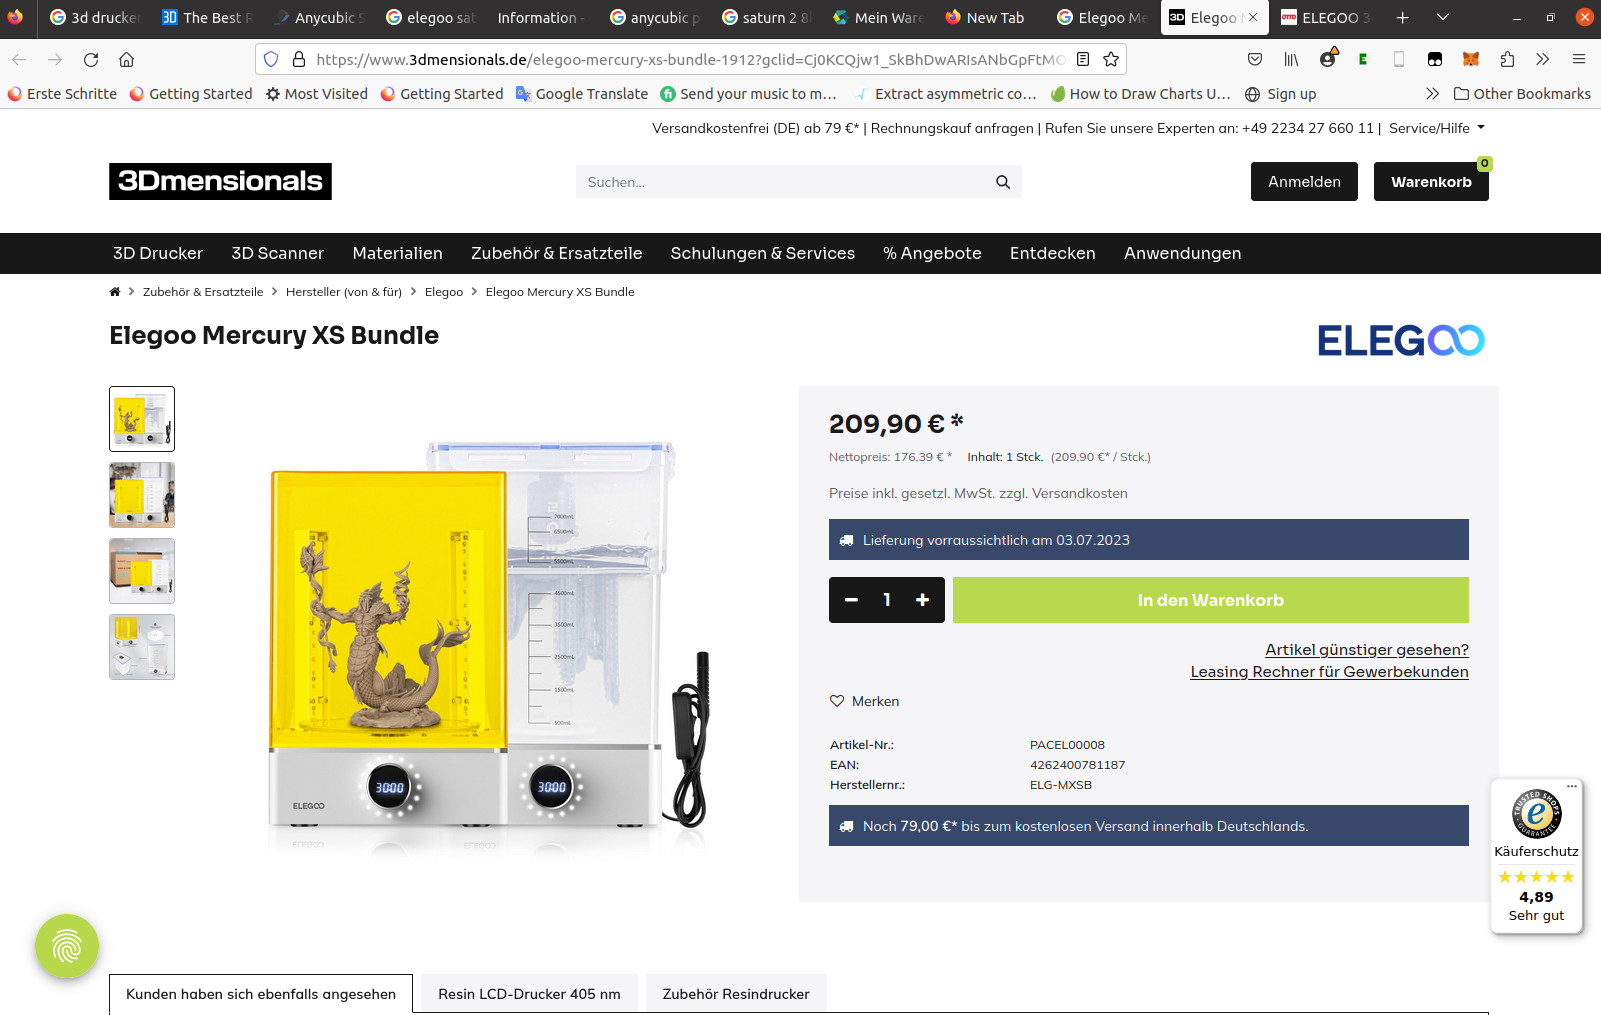 3d drucker
3D The Best R
Anycubic S
elegoo sat
Information -
anycubic p
saturn 2 8
Mein Ware
New Tab
Elegoo Me
3D Elegoo M
OTTO ELEGOO 3
https://www.3dmensionals.de/elegoo-mercury-xs-bundle-1912?gclid=Cj0KCQjw1_SkBhDwARIsANbGpFtMO
Erste Schritte
Getting Started
Most Visited
Getting Started
Google Translate
Send your music to m…
Extract asymmetric co…
How to Draw Charts U…
Sign up
Other Bookmarks
Versandkostenfrei (DE) ab 79 €* | Rechnungskauf anfragen | Rufen Sie unsere Experten an: +49 2234 27 660 11 | Service/Hilfe
3Dmensionals
Suchen...
Anmelden
Warenkorb
0
3D Drucker 3D Scanner Materialien Zubehör & Ersatzteile Schulungen & Services % Angebote Entdecken Anwendungen
Zubehör & Ersatzteile > Hersteller (von & für) > Elegoo > Elegoo Mercury XS Bundle
Elegoo Mercury XS Bundle
ELEGOO
7000mL
6500mL
5500mL
4500mL
3500mL
2500mL
1500mL
500mL
30:00
30:00
ELEGOO
209,90 € *
Nettopreis: 176,39 € * Inhalt: 1 Stck. (209,90 €* / Stck.)
Preise inkl. gesetzl. MwSt. zzgl. Versandkosten
Lieferung vorraussichtlich am 03.07.2023
− 1 +
In den Warenkorb
Artikel günstiger gesehen?
Leasing Rechner für Gewerbekunden
Merken
Artikel-Nr.: PACEL00008
EAN: 4262400781187
Herstellernr.: ELG-MXSB
Noch 79,00 €* bis zum kostenlosen Versand innerhalb Deutschlands.
TRUSTED SHOPS
e
GUARANTEE
Käuferschutz
4,89
Sehr gut
Kunden haben sich ebenfalls angesehen
Resin LCD-Drucker 405 nm
Zubehör Resindrucker